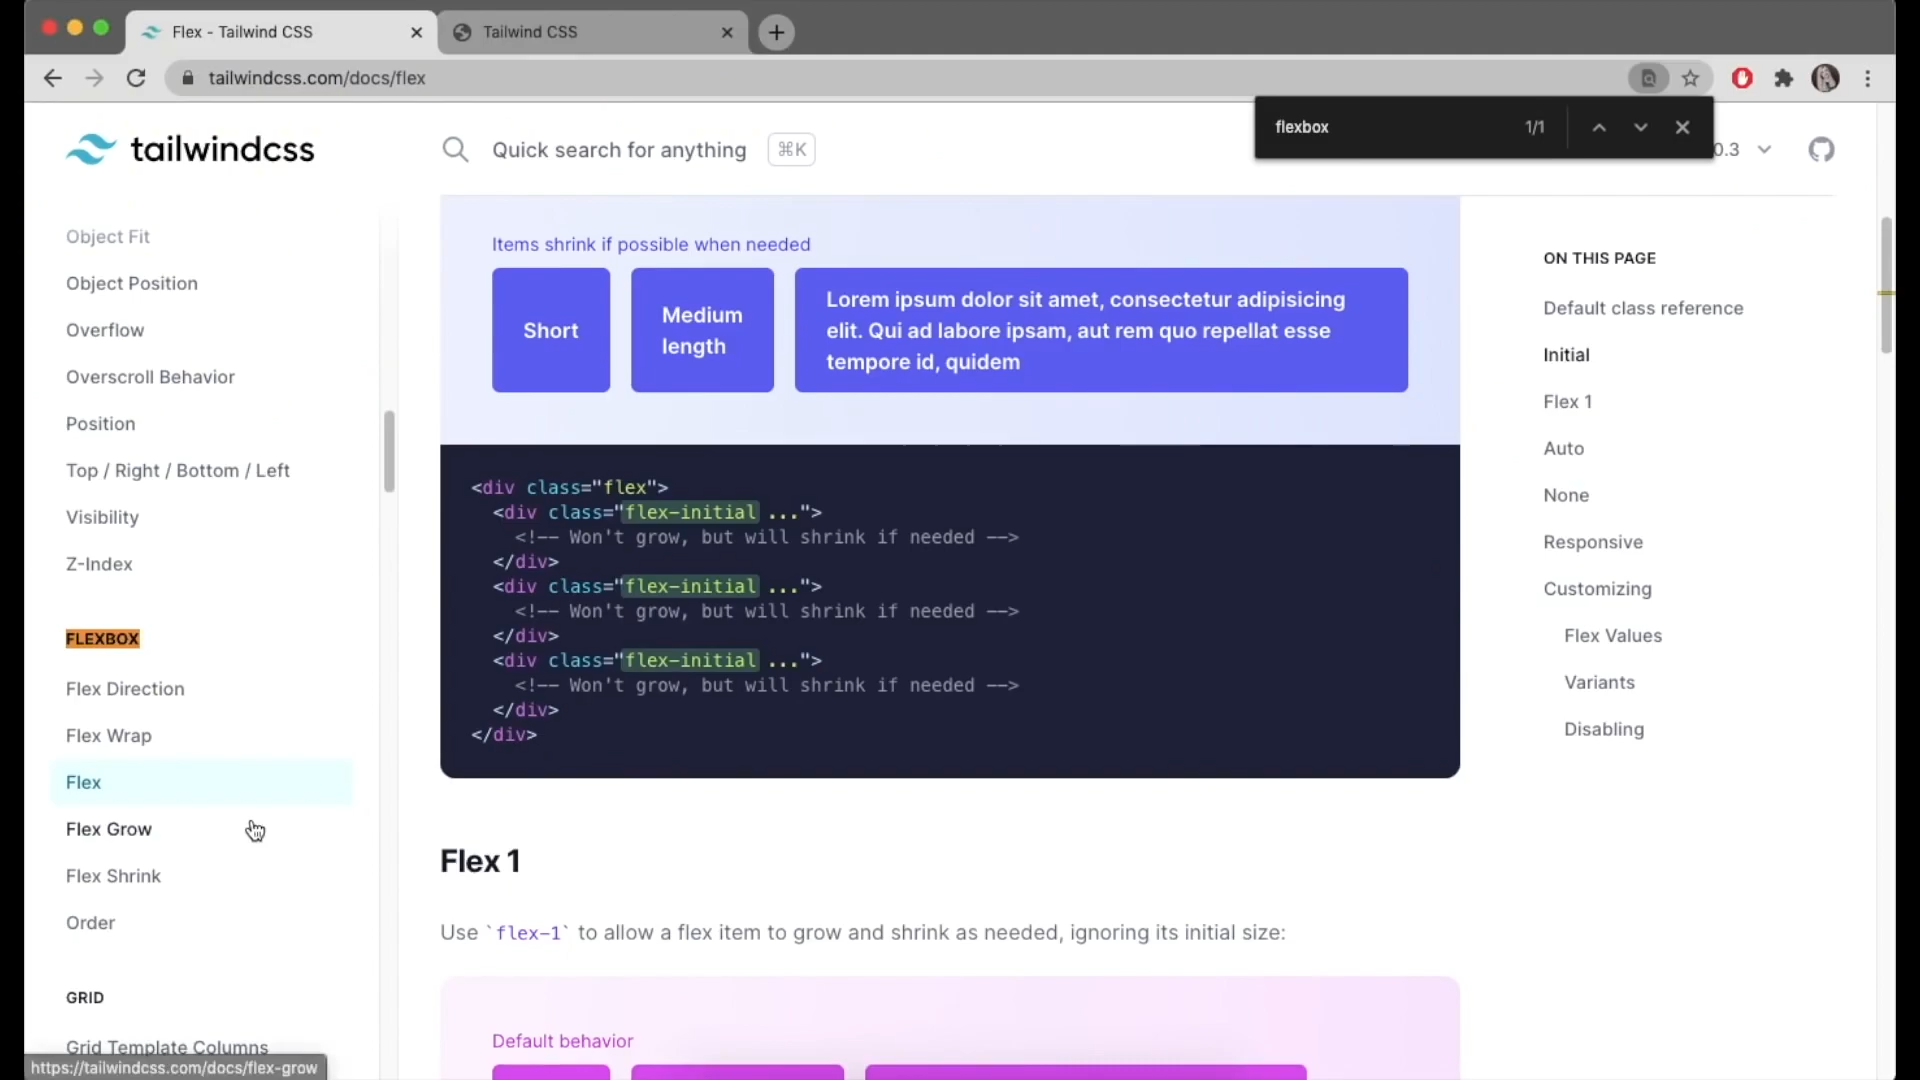 Flex - Tailwind CSS
Tailwind CSS
tailwindcss.com/docs/flex
flexbox
1/1
tailwindcss
Quick search for anything
⌘K
0.3
Object Fit
Object Position
Overflow
Overscroll Behavior
Position
Top / Right / Bottom / Left
Visibility
Z-Index
FLEXBOX
Flex Direction
Flex Wrap
Flex
Flex Grow
Flex Shrink
Order
GRID
Grid Template Columns
https://tailwindcss.com/docs/flex-grow
Items shrink if possible when needed
Short
Medium
length
Lorem ipsum dolor sit amet, consectetur adipisicing
elit. Qui ad labore ipsam, aut rem quo repellat esse
tempore id, quidem
<div class="flex">
<div class="flex-initial ...">
<!-- Won't grow, but will shrink if needed -->
</div>
<div class="flex-initial ...">
<!-- Won't grow, but will shrink if needed -->
</div>
<div class="flex-initial ...">
<!-- Won't grow, but will shrink if needed -->
</div>
</div>
Flex 1
Use `flex-1` to allow a flex item to grow and shrink as needed, ignoring its initial size:
Default behavior
ON THIS PAGE
Default class reference
Initial
Flex 1
Auto
None
Responsive
Customizing
Flex Values
Variants
Disabling